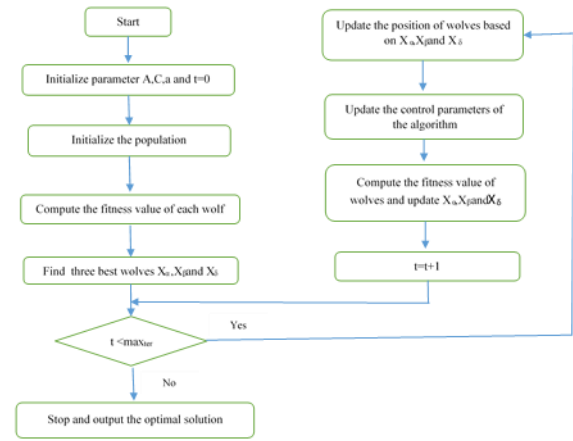 Start
Initialize parameter A,C,a and t=0
Initialize the population
Compute the fitness value of each wolf
Find three best wolves Xα,Xβand Xδ
t <maxter
Yes
No
Stop and output the optimal solution
Update the position of wolves based
on Xα,Xβand Xδ
Update the control parameters of
the algorithm
Compute the fitness value of
wolves and update Xα,XβandXδ
t=t+1